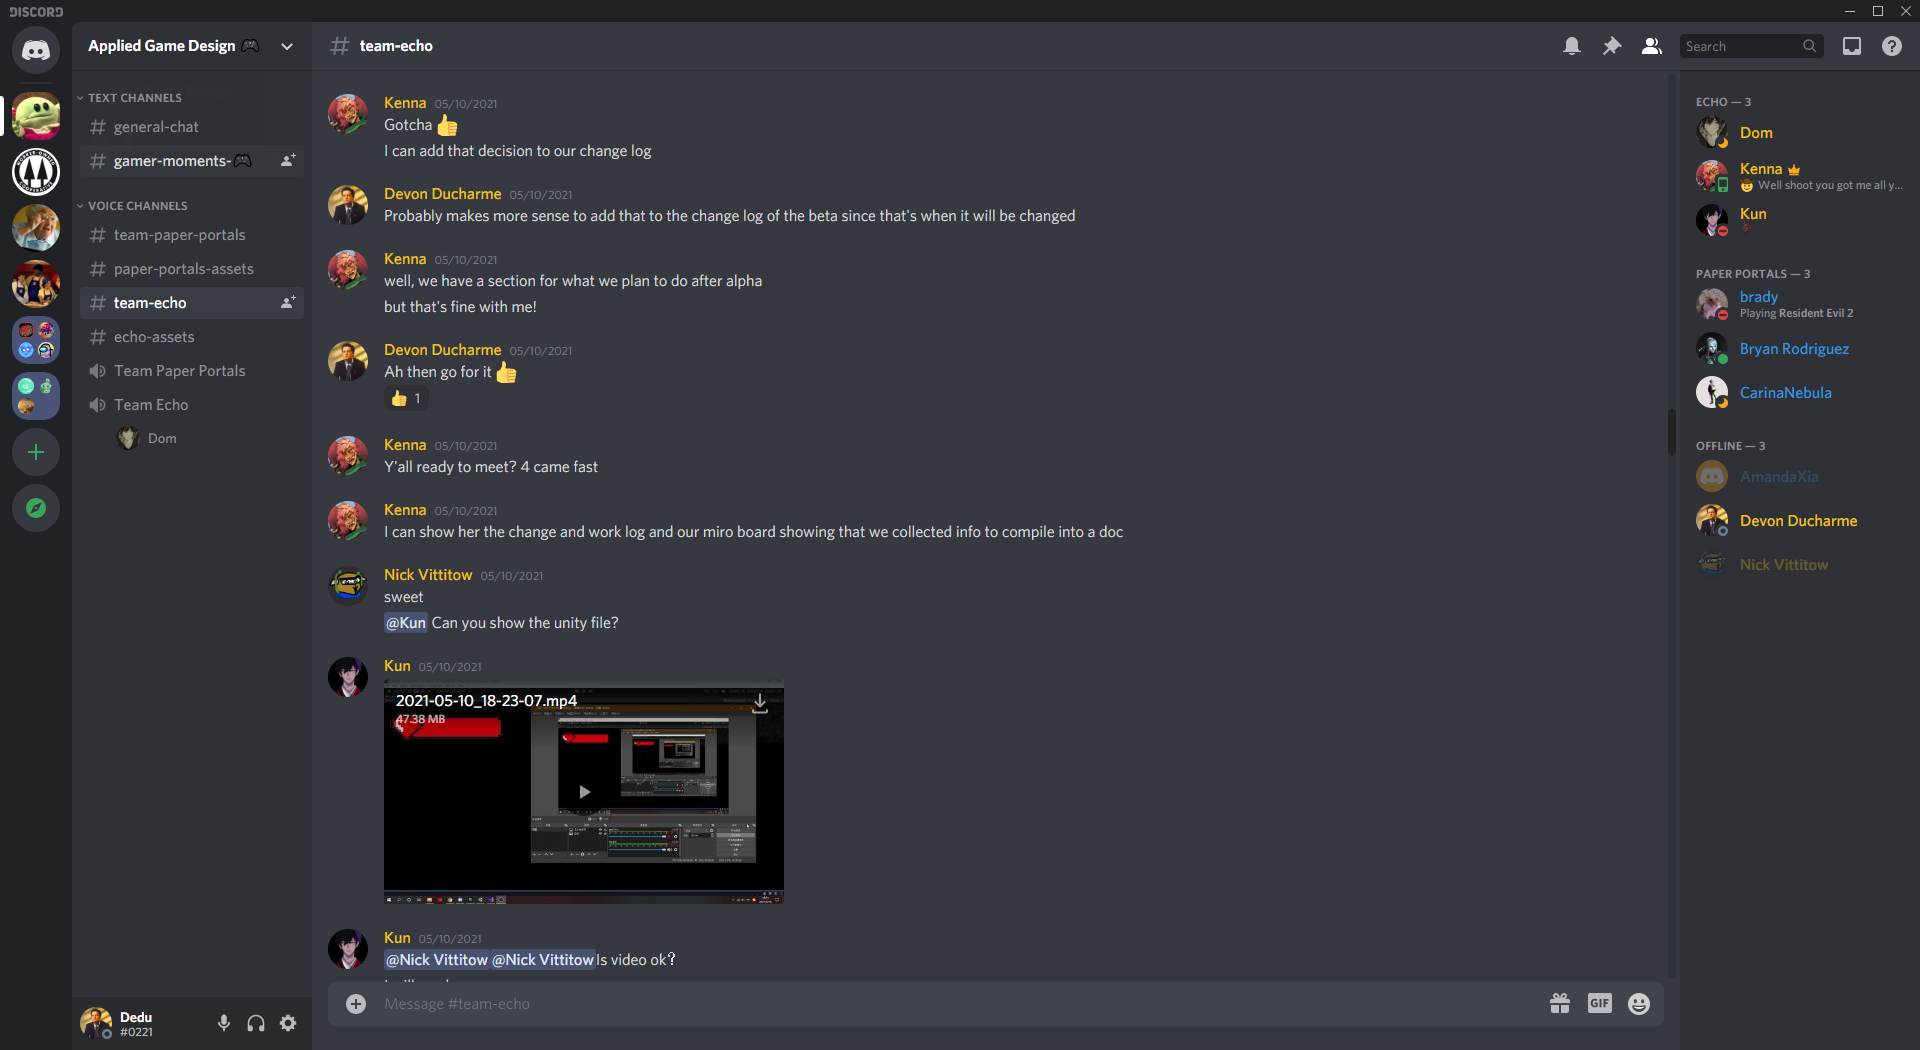 DISCORD
Applied Game Design 🎮
TEXT CHANNELS
general-chat
gamer-moments-🎮
VOICE CHANNELS
team-paper-portals
paper-portals-assets
team-echo
echo-assets
Team Paper Portals
Team Echo
Dom
Dedu
#0221
team-echo
Search
Kenna 05/10/2021
Gotcha 👍
I can add that decision to our change log
Devon Ducharme 05/10/2021
Probably makes more sense to add that to the change log of the beta since that's when it will be changed
Kenna 05/10/2021
well, we have a section for what we plan to do after alpha
but that's fine with me!
Devon Ducharme 05/10/2021
Ah then go for it 👍
👍 1
Kenna 05/10/2021
Y'all ready to meet? 4 came fast
Kenna 05/10/2021
I can show her the change and work log and our miro board showing that we collected info to compile into a doc
Nick Vittitow 05/10/2021
sweet
@Kun Can you show the unity file?
Kun 05/10/2021
2021-05-10_18-23-07.mp4
47.38 MB
Kun 05/10/2021
@Nick Vittitow @Nick Vittitow Is video ok?
Message #team-echo
GIF
ECHO — 3
Dom
Kenna
🤠 Well shoot you got me all y...
Kun
PAPER PORTALS — 3
brady
Playing Resident Evil 2
Bryan Rodriguez
CarinaNebula
OFFLINE — 3
AmandaXia
Devon Ducharme
Nick Vittitow